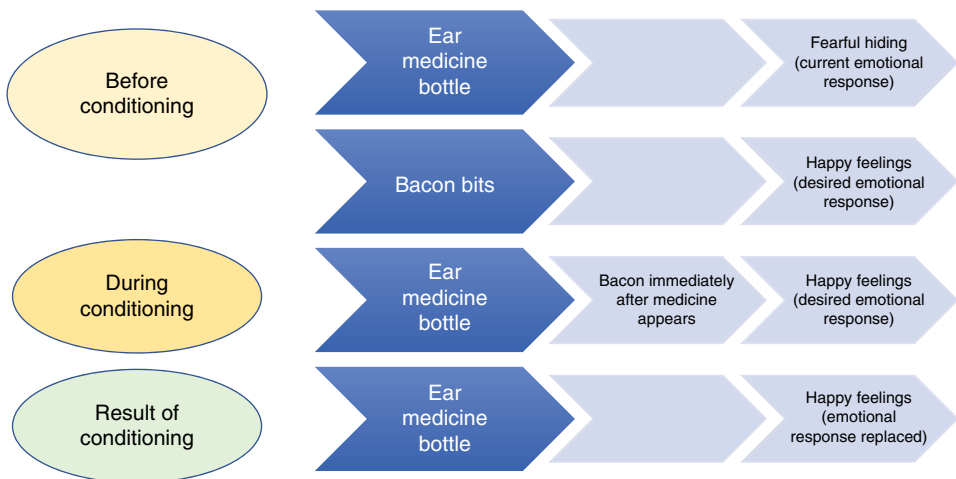 Before
conditioning
Ear
medicine
bottle
Fearful hiding
(current emotional
response)
Bacon bits
Happy feelings
(desired emotional
response)
During
conditioning
Ear
medicine
bottle
Bacon immediately
after medicine
appears
Happy feelings
(desired emotional
response)
Result of
conditioning
Ear
medicine
bottle
Happy feelings
(emotional
response replaced)